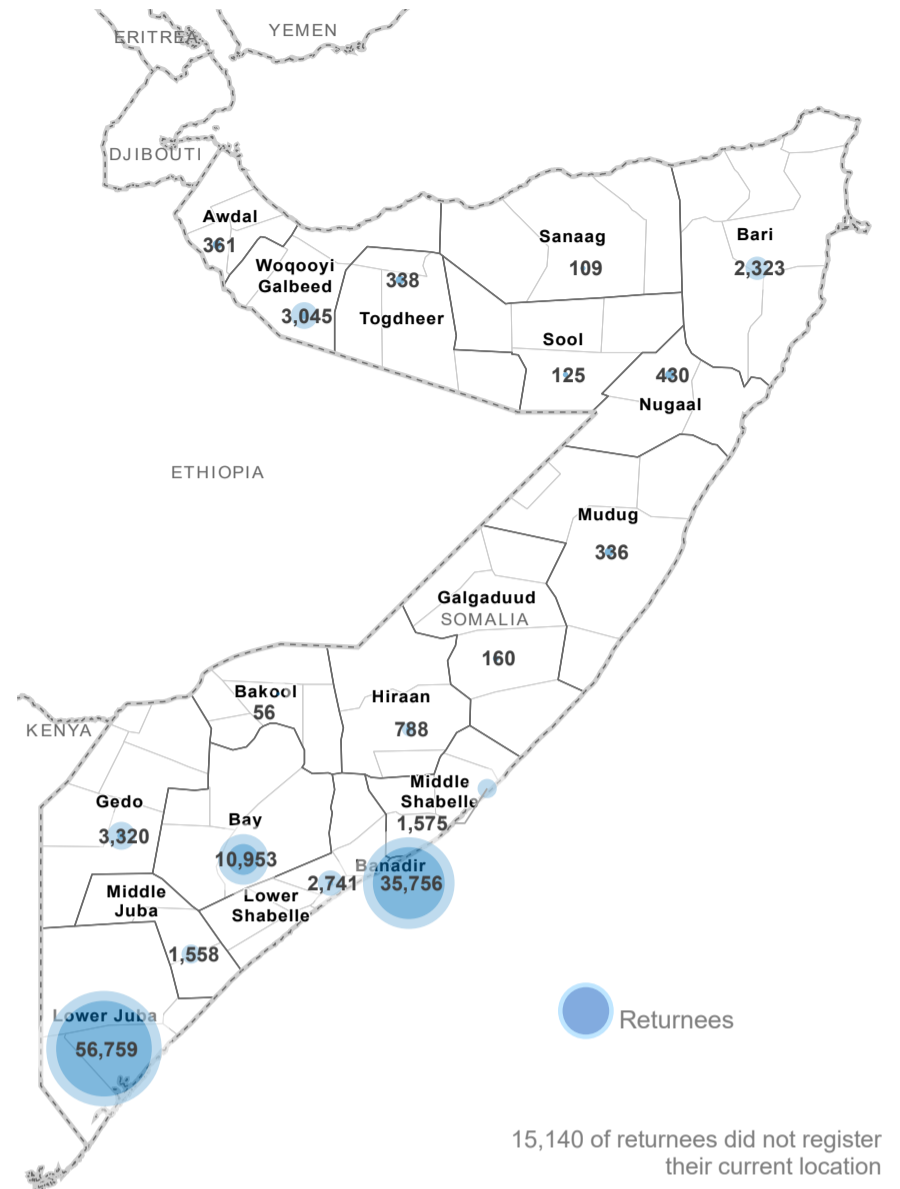 ERITREA
YEMEN
DJIBOUTI
Awdal
361
Woqooyi
Galbeed
3,045
338
Togdheer
Sanaag
109
Bari
2,323
Sool
125
430
Nugaal
ETHIOPIA
Mudug
336
Galgaduud
SOMALIA
160
Bakool
56
Hiraan
788
KENYA
Gedo
3,320
Bay
10,953
Middle
Shabelle
1,575
Banadir
35,756
2,741
Lower
Shabelle
Middle
Juba
1,558
Lower Juba
56,759
Returnees
15,140 of returnees did not register
their current location